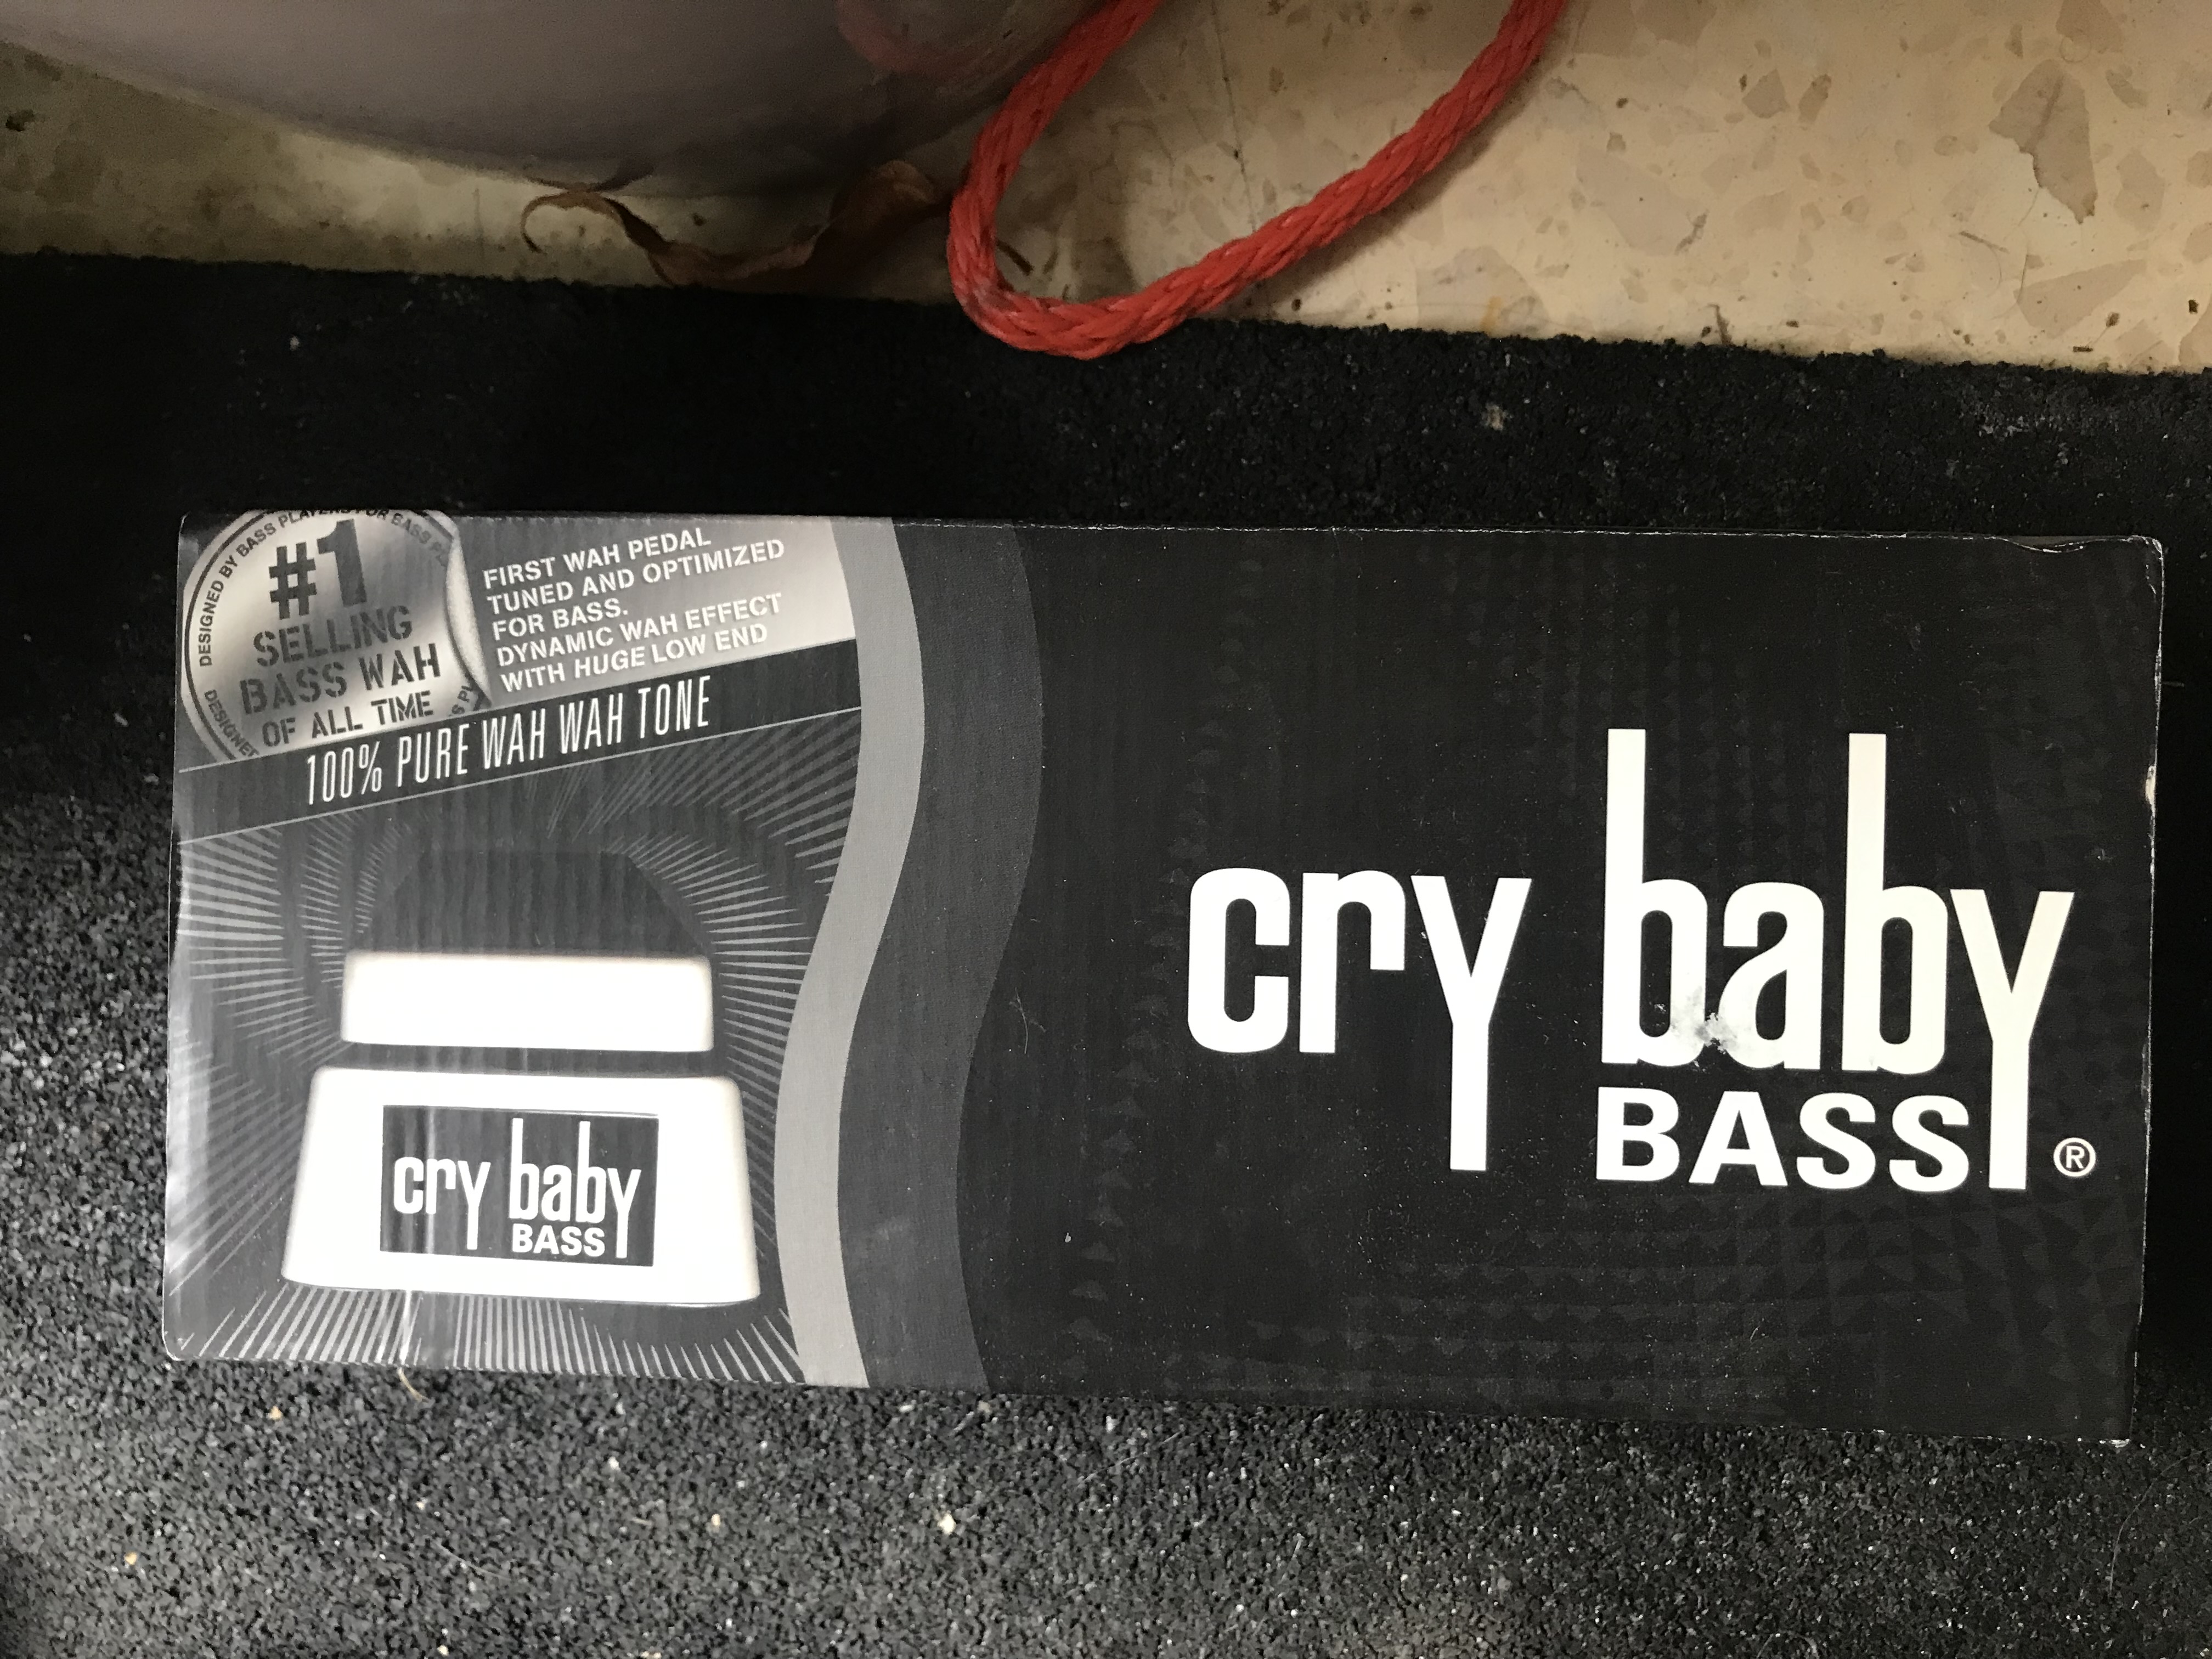 DESIGNED BY BASS PLAYERS FOR BASS
#1
SELLING
BASS WAH
OF ALL TIME
FIRST WAH PEDAL
TUNED AND OPTIMIZED
FOR BASS.
DYNAMIC WAH EFFECT
WITH HUGE LOW END
100% PURE WAH WAH TONE
cry baby
BASS
cry baby
BASS®